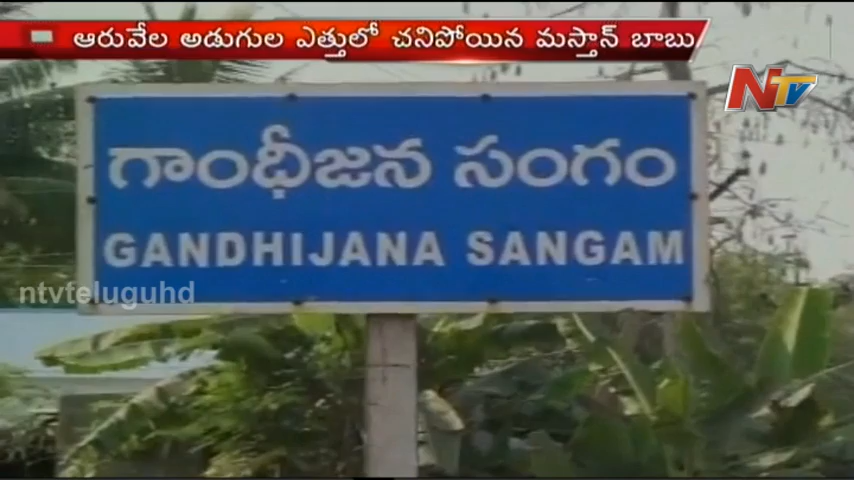 ఆరువేల అడుగుల ఎత్తులో చనిపోయిన మస్తాన్ బాబు
NTV
గాంధీజన సంగం
GANDHIJANA SANGAM
ntvteluguhd